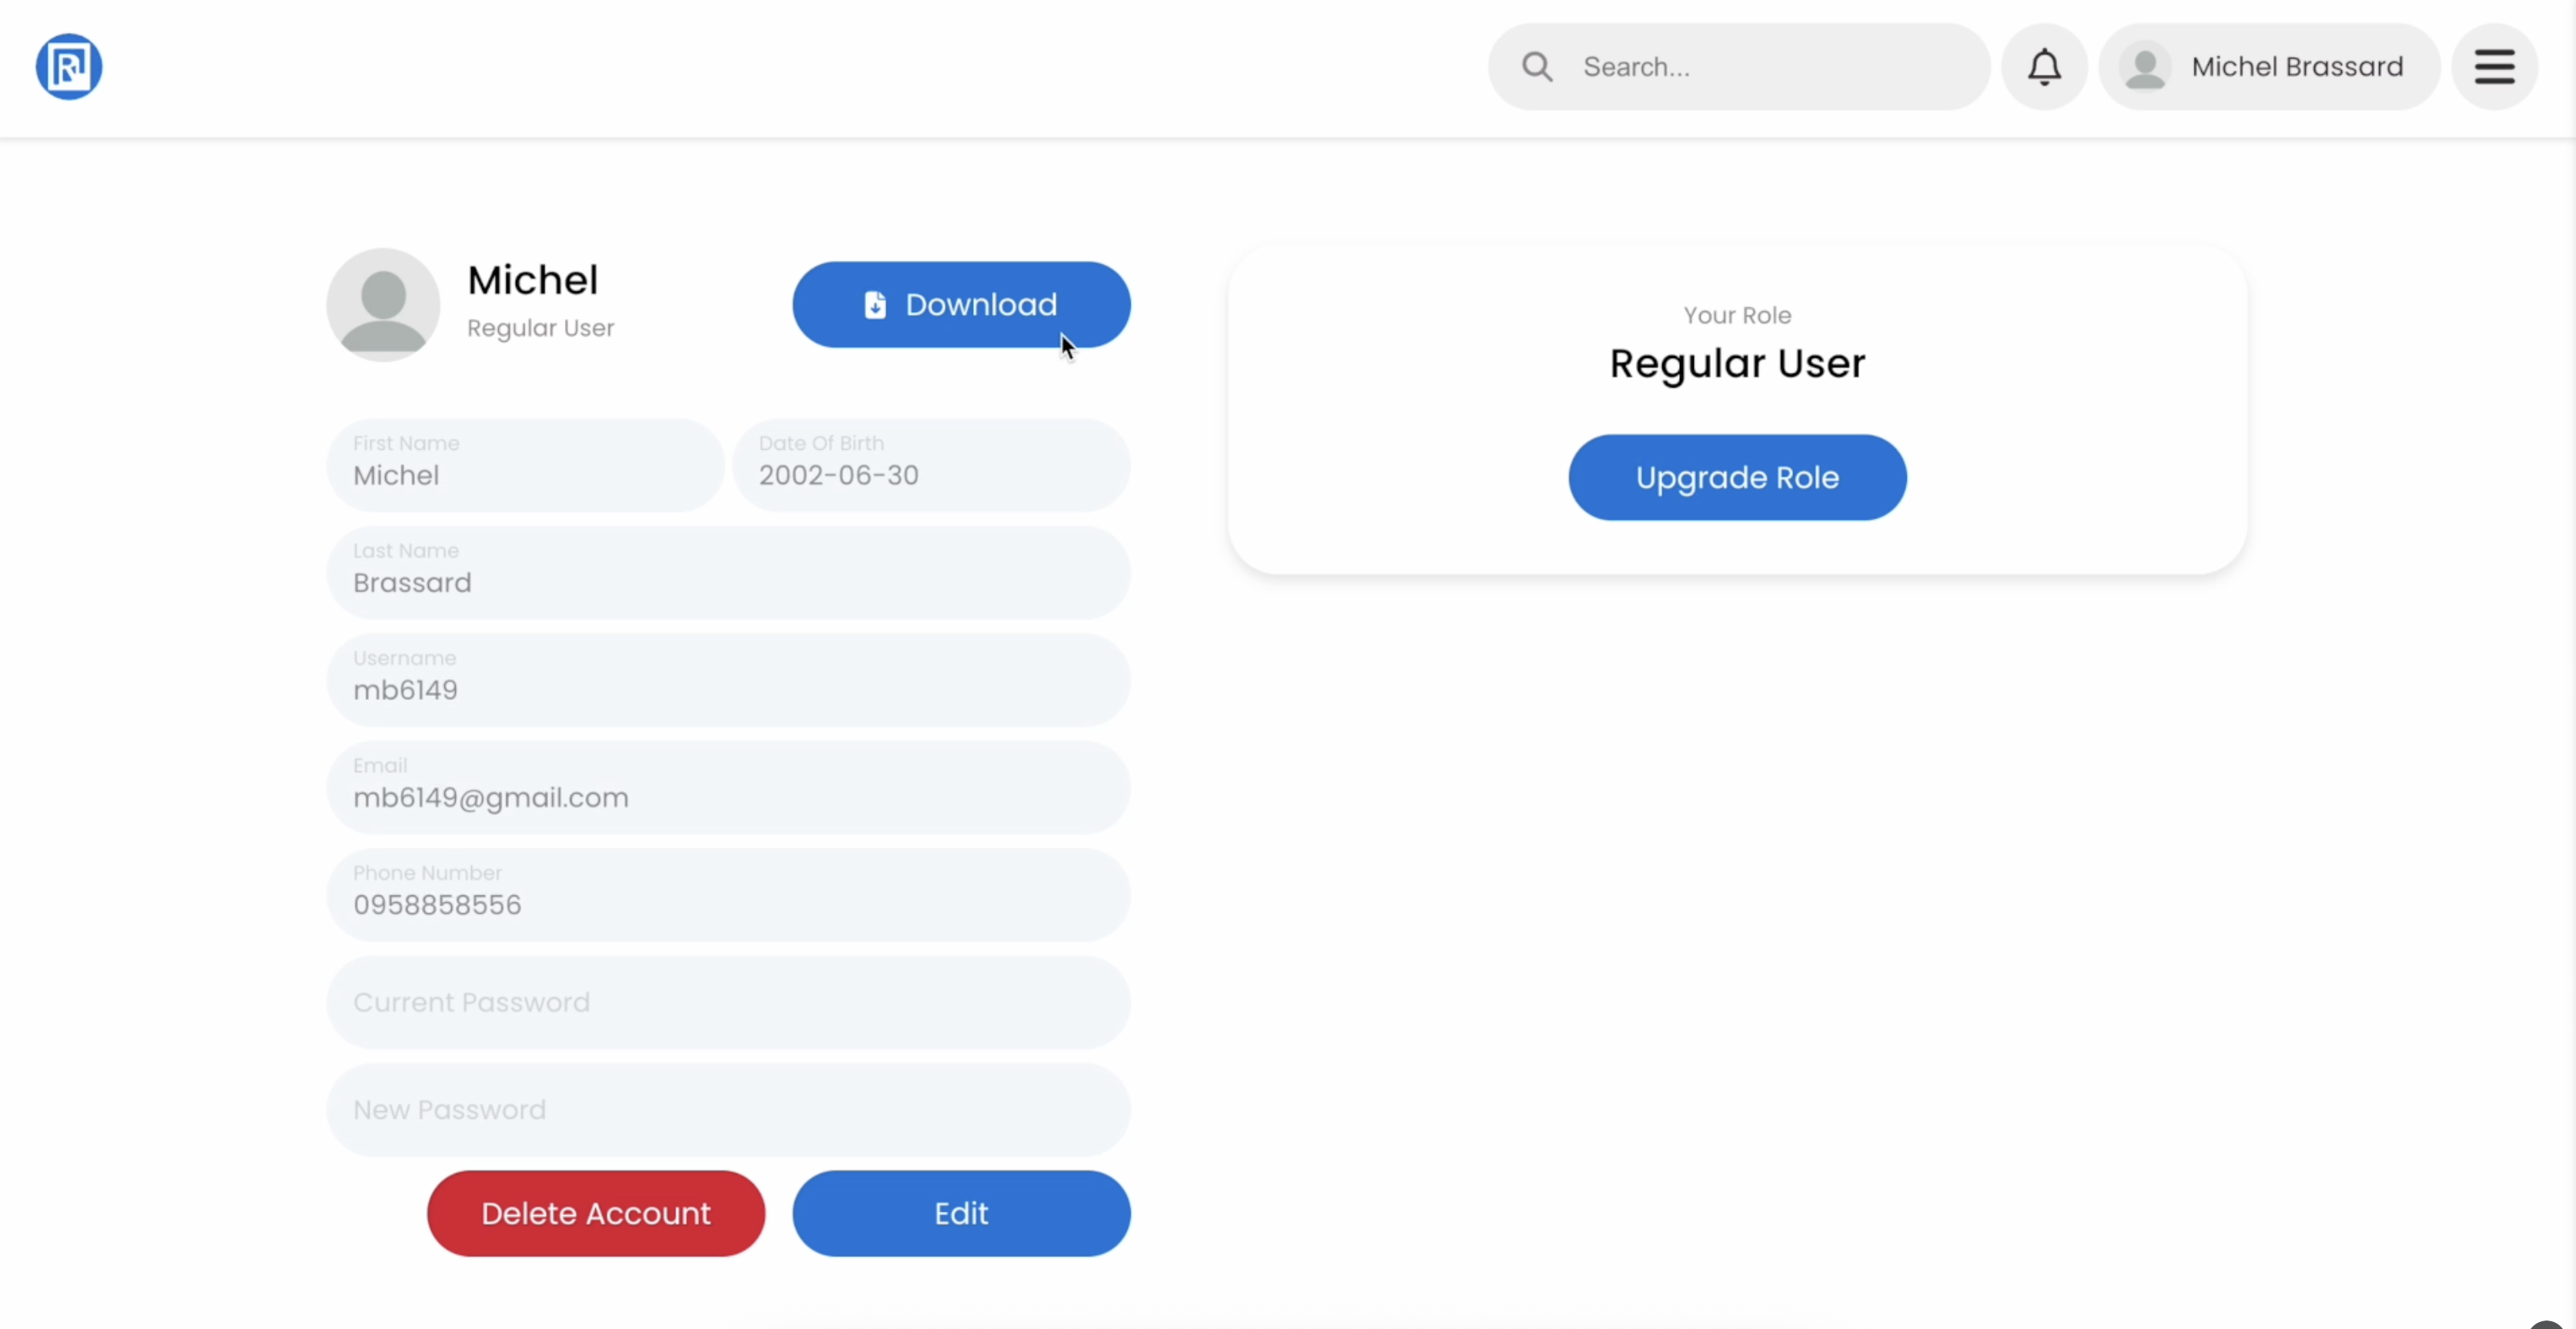 R
Search...
Michel Brassard
Michel
Regular User
Download
First Name
Michel
Date Of Birth
2002-06-30
Last Name
Brassard
Username
mb6149
Email
mb6149@gmail.com
Phone Number
0958858556
Current Password
New Password
Delete Account
Edit
Your Role
Regular User
Upgrade Role